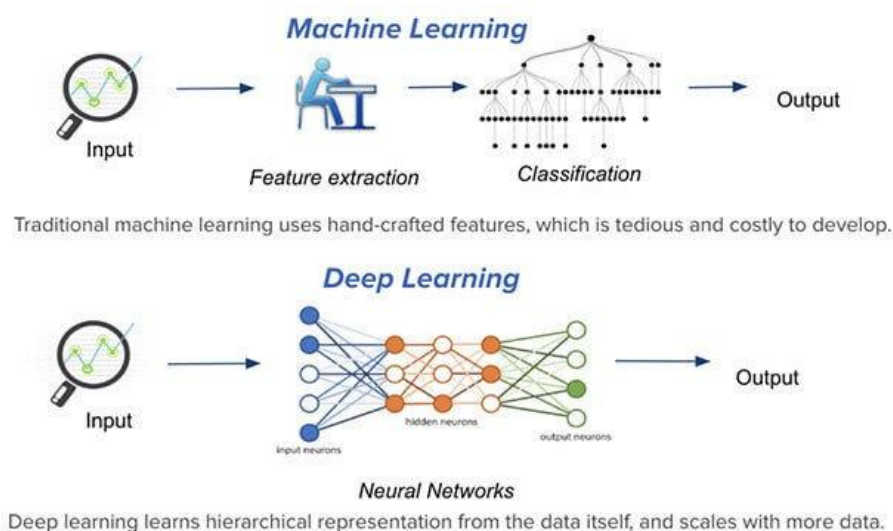 Machine Learning
Input
Feature extraction
Classification
Output
Traditional machine learning uses hand-crafted features, which is tedious and costly to develop.
Deep Learning
Input
input neurons
hidden neurons
output neurons
Output
Neural Networks
Deep learning learns hierarchical representation from the data itself, and scales with more data.